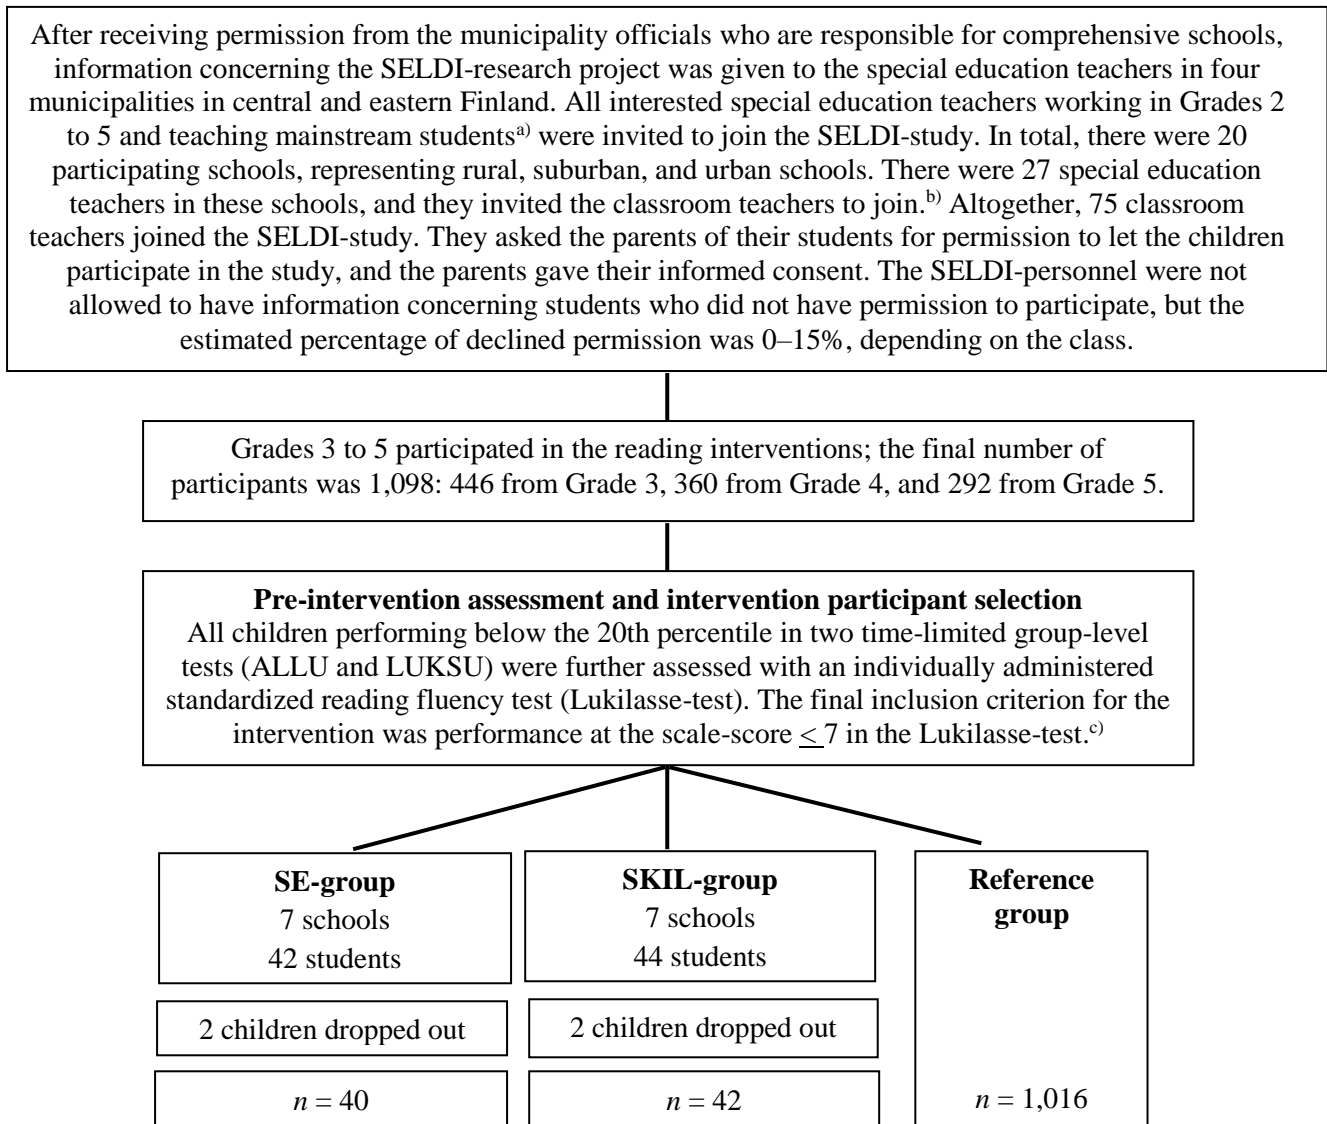 After receiving permission from the municipality officials who are responsible for comprehensive schools,
information concerning the SELDI-research project was given to the special education teachers in four
municipalities in central and eastern Finland. All interested special education teachers working in Grades 2
to 5 and teaching mainstream students a) were invited to join the SELDI-study. In total, there were 20
participating schools, representing rural, suburban, and urban schools. There were 27 special education
teachers in these schools, and they invited the classroom teachers to join. b) Altogether, 75 classroom
teachers joined the SELDI-study. They asked the parents of their students for permission to let the children
participate in the study, and the parents gave their informed consent. The SELDI-personnel were not
allowed to have information concerning students who did not have permission to participate, but the
estimated percentage of declined permission was 0–15%, depending on the class.
Grades 3 to 5 participated in the reading interventions; the final number of
participants was 1,098: 446 from Grade 3, 360 from Grade 4, and 292 from Grade 5.
Pre-intervention assessment and intervention participant selection
All children performing below the 20th percentile in two time-limited group-level
tests (ALLU and LUKSU) were further assessed with an individually administered
standardized reading fluency test (Lukilasse-test). The final inclusion criterion for the
intervention was performance at the scale-score < 7 in the Lukilasse-test. c)
SE-group
7 schools
42 students
2 children dropped out
n = 40
SKIL-group
7 schools
44 students
2 children dropped out
n = 42
Reference
group
n = 1,016